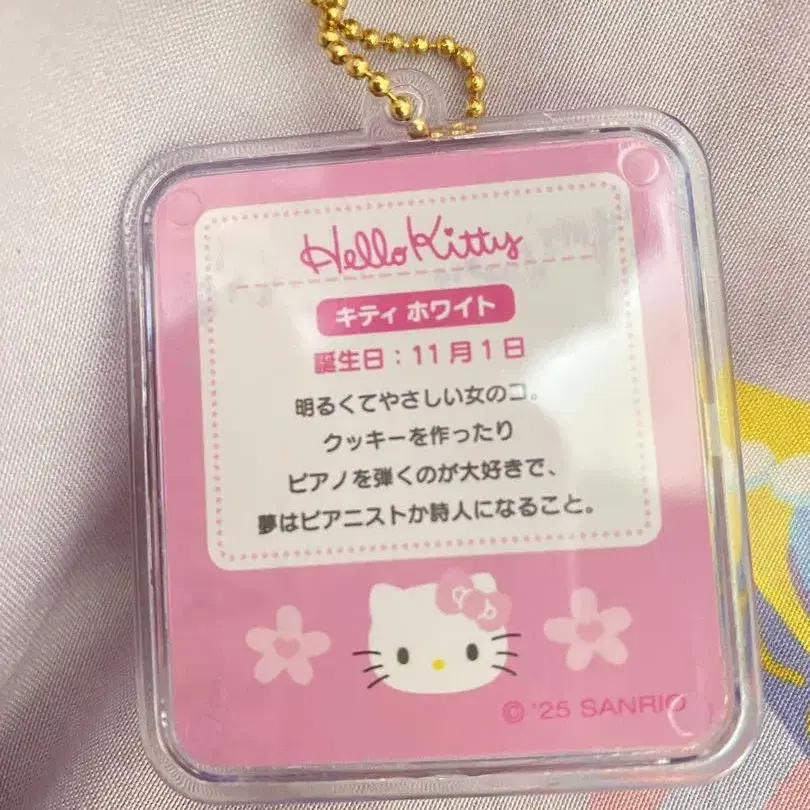 Hello Kitty
キティ ホワイト
誕生日：11月1日
明るくてやさしい女のコ。
クッキーを作ったり
ピアノを弾くのが大好きで、
夢はピアニストか詩人になること。
© '25 SANRIO